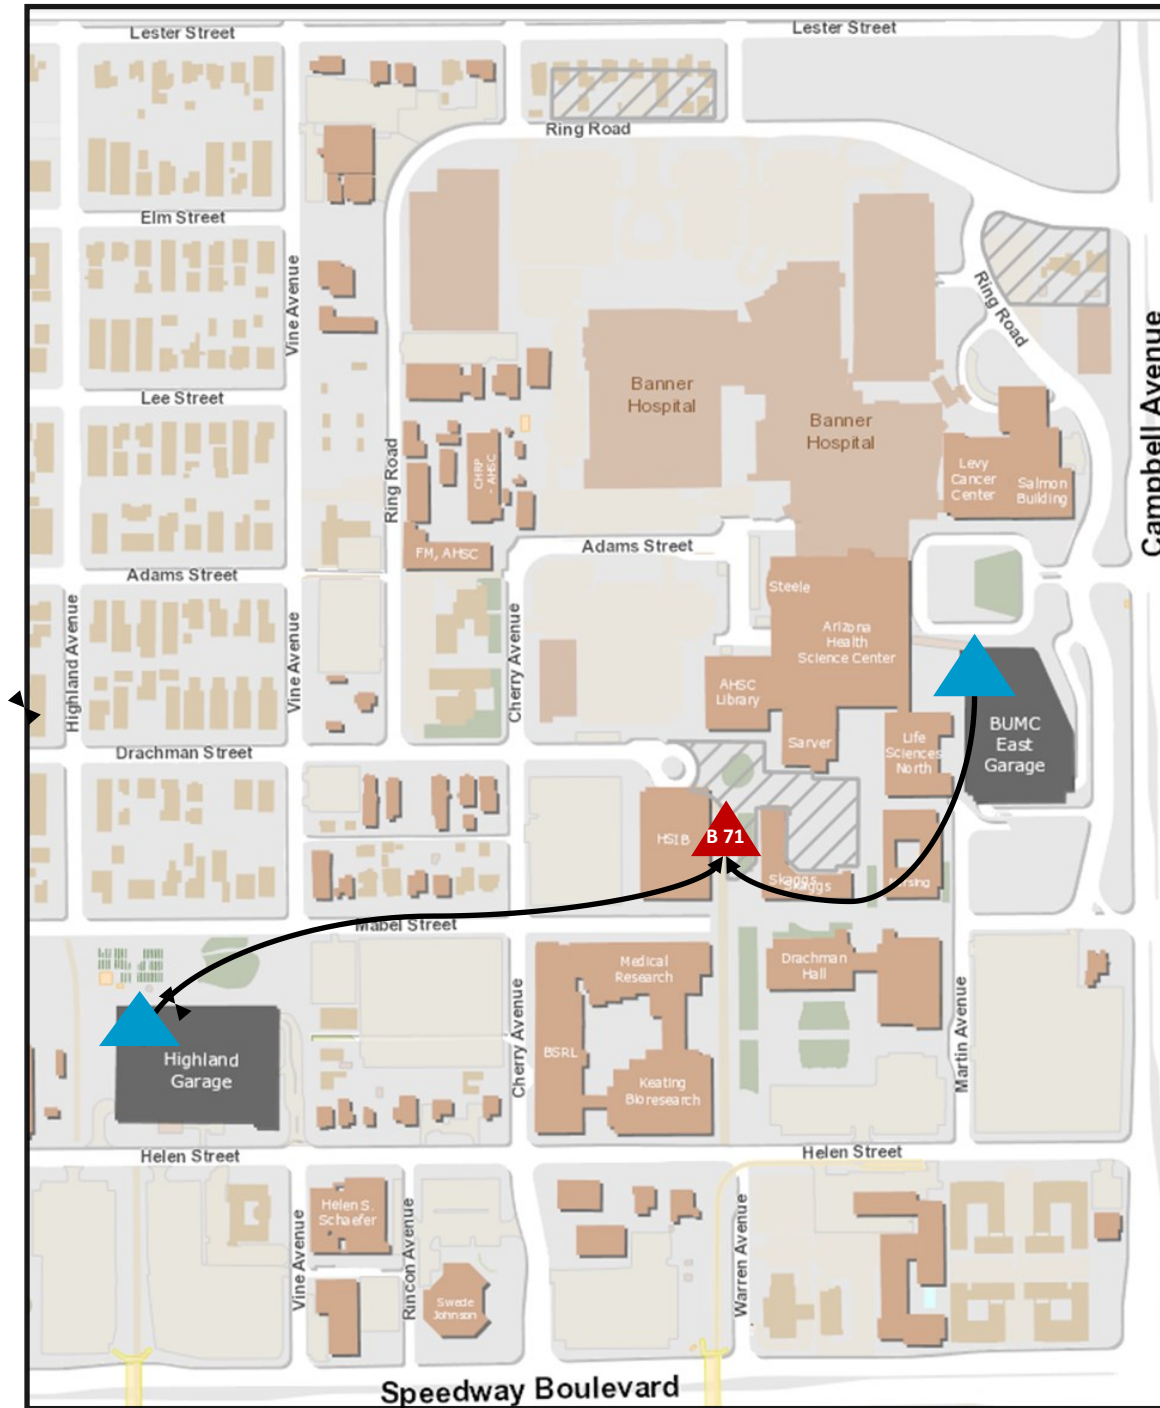 Lester Street
Lester Street
Ring Road
Elm Street
Vine Avenue
Ring Road
Campbell Avenue
Lee Street
Banner
Hospital
Banner
Hospital
Ring Road
CHRP
- AHSC
Levy
Cancer
Center
Salmon
Building
FM, AHSC
Adams Street
Adams Street
Steele
Highland Avenue
Vine Avenue
Cherry Avenue
Arizona
Health
Science Center
AHSC
Library
Drachman Street
Sarver
Life
Sciences
North
BUMC
East
Garage
HSIB
B 71
Skaggs
Skaggs
Nursing
Mabel Street
Medical
Research
Drachman
Hall
Highland
Garage
Cherry Avenue
BSRL
Keating
Bioresearch
Martin Avenue
Helen Street
Helen Street
Vine Avenue
Helen S.
Schaefer
Rincon Avenue
Swede
Johnson
Warren Avenue
Speedway Boulevard